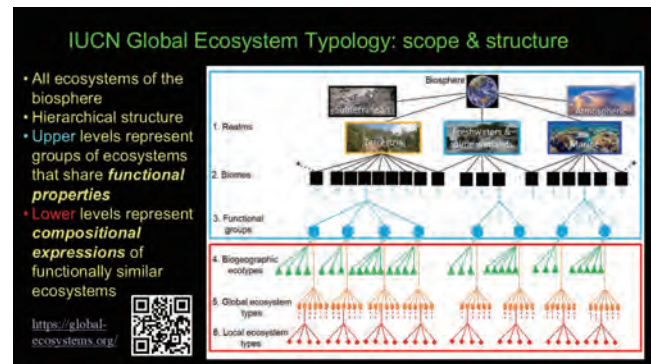 IUCN Global Ecosystem Typology: scope & structure
• All ecosystems of the
biosphere
• Hierarchical structure
• Upper levels represent
groups of ecosystems
that share functional
properties
• Lower levels represent
compositional
expressions of
functionally similar
ecosystems
https://global-
ecosystems.org/
Biosphere
Subterranean
Atmosphere
1. Realms
Terrestrial
Freshwaters &
saline wetlands
Marine
2. Biomes
3. Functional
groups
4. Biogeographic
ecotypes
5. Global ecosystem
types
6. Local ecosystem
types